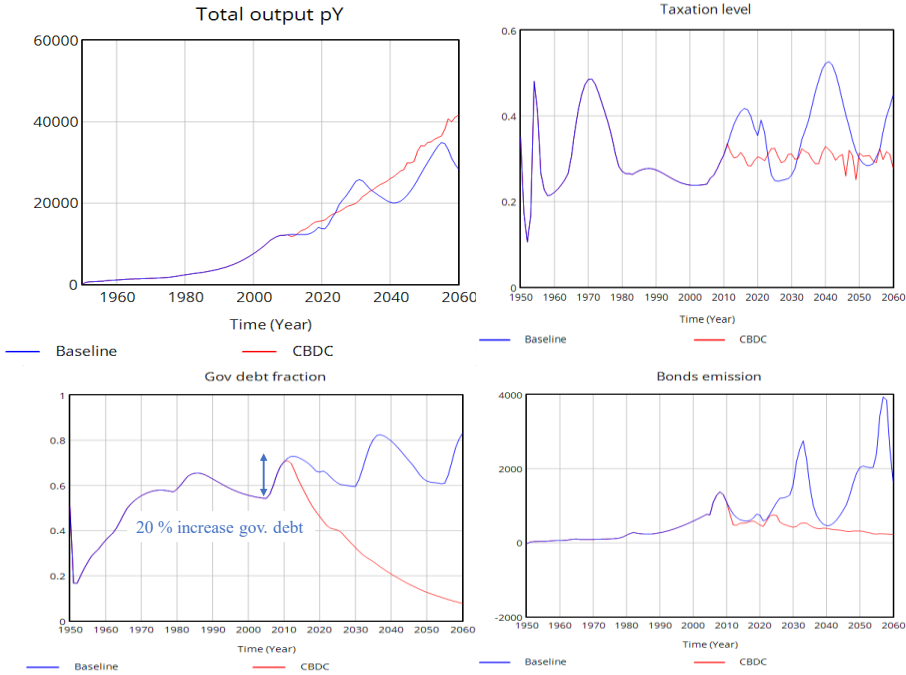 Total output pY
60000
40000
20000
0
1960 1980 2000 2020 2040 2060
Time (Year)
Baseline CBDC
Taxation level
0.6
0.4
0.2
0
1950 1960 1970 1980 1990 2000 2010 2020 2030 2040 2050 2060
Time (Year)
Baseline CBDC
Gov debt fraction
1
0.8
0.6
0.4
0.2
0
20 % increase gov. debt
1950 1960 1970 1980 1990 2000 2010 2020 2030 2040 2050 2060
Time (Year)
Baseline CBDC
Bonds emission
4000
2000
0
-2000
1950 1960 1970 1980 1990 2000 2010 2020 2030 2040 2050 2060
Time (Year)
Baseline CBDC